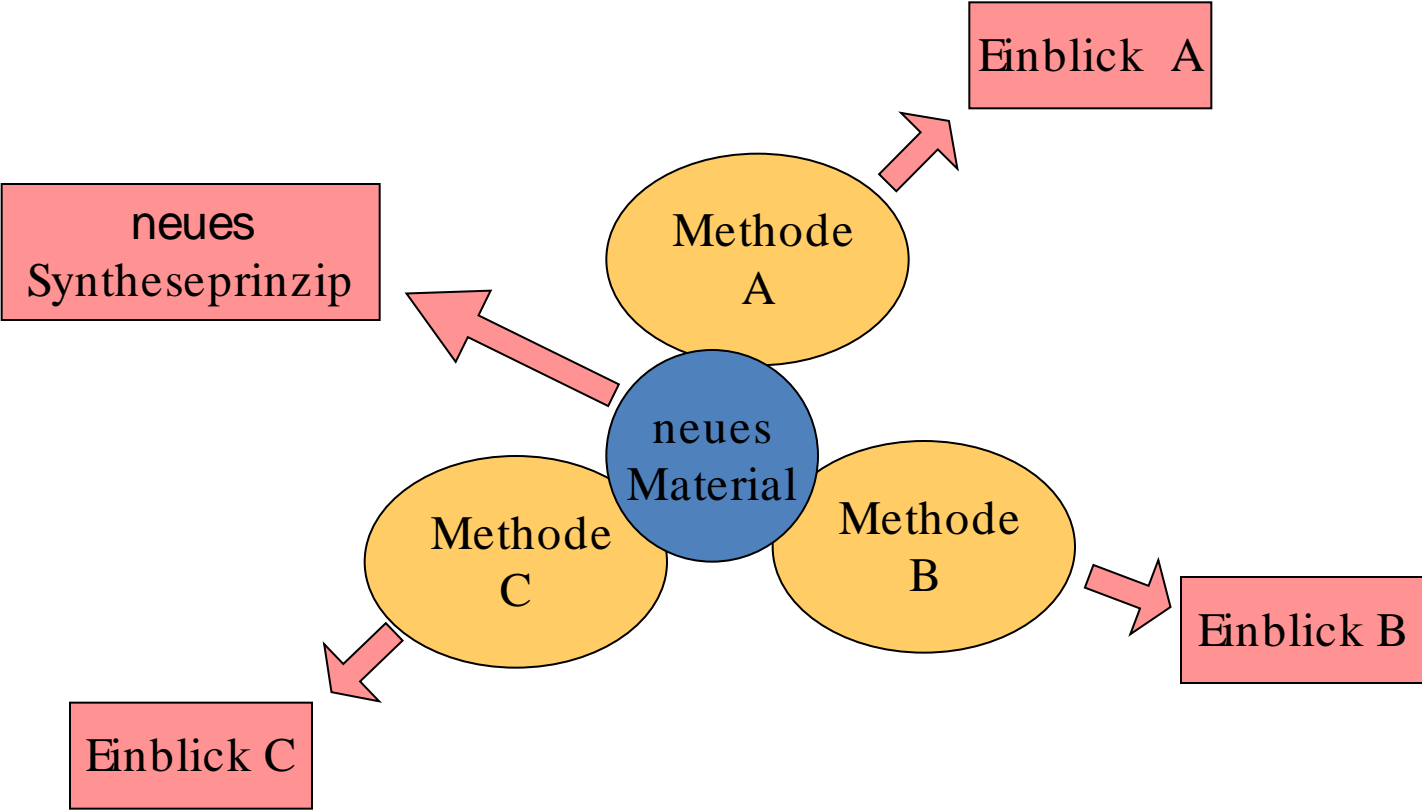 Einblick A
neues
Syntheseprinzip
Methode
A
neues
Material
Methode
B
Methode
C
Einblick B
Einblick C